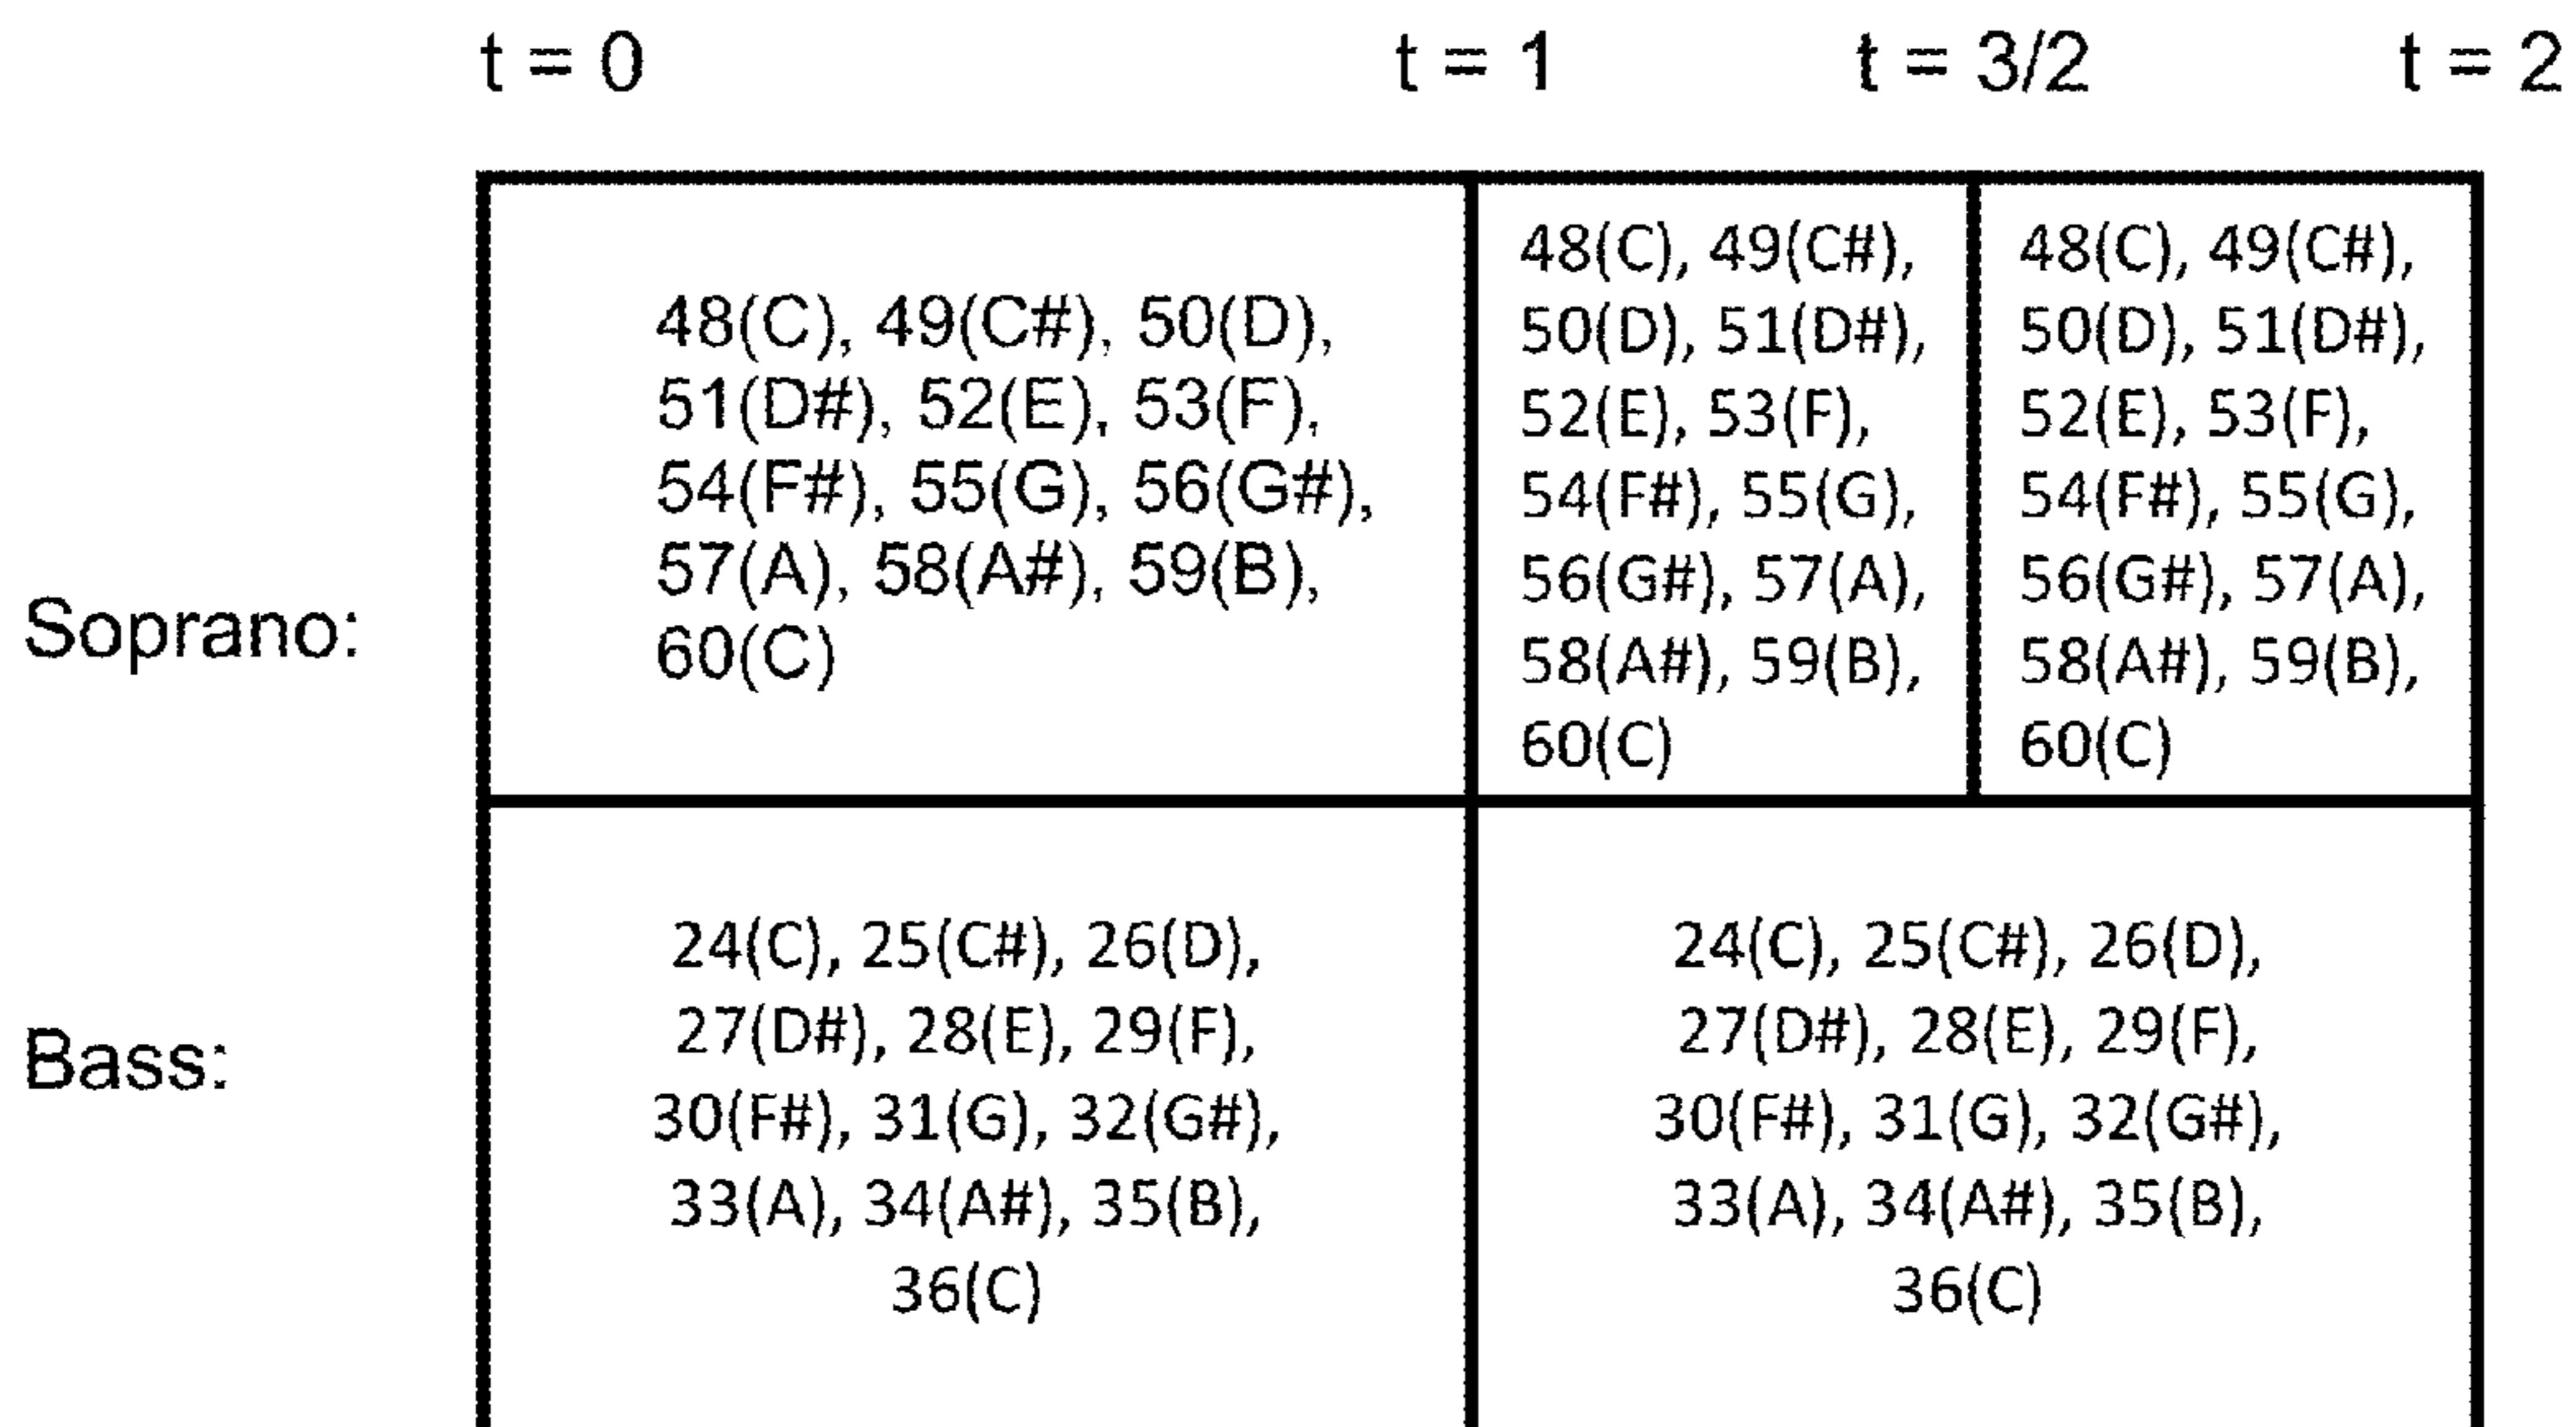 t = 0 t = 1 t = 3/2 t = 2
Soprano:
48(C), 49(C#), 50(D),
51(D#), 52(E), 53(F),
54(F#), 55(G), 56(G#),
57(A), 58(A#), 59(B),
60(C)
48(C), 49(C#),
50(D), 51(D#),
52(E), 53(F),
54(F#), 55(G),
56(G#), 57(A),
58(A#), 59(B),
60(C)
48(C), 49(C#),
50(D), 51(D#),
52(E), 53(F),
54(F#), 55(G),
56(G#), 57(A),
58(A#), 59(B),
60(C)
Bass:
24(C), 25(C#), 26(D),
27(D#), 28(E), 29(F),
30(F#), 31(G), 32(G#),
33(A), 34(A#), 35(B),
36(C)
24(C), 25(C#), 26(D),
27(D#), 28(E), 29(F),
30(F#), 31(G), 32(G#),
33(A), 34(A#), 35(B),
36(C)